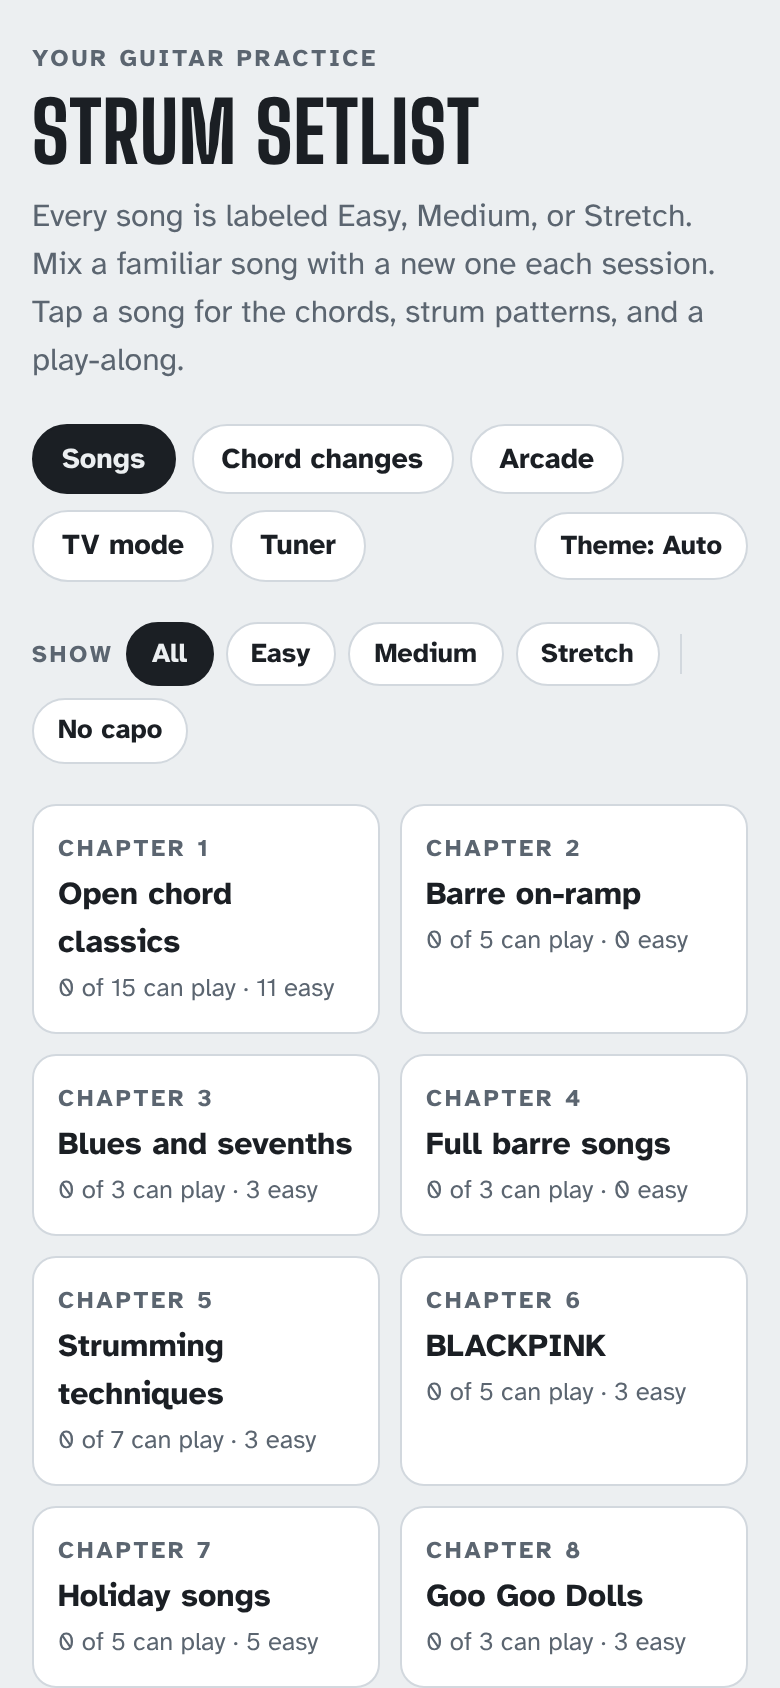 YOUR GUITAR PRACTICE
STRUM SETLIST
Every song is labeled Easy, Medium, or Stretch.
Mix a familiar song with a new one each session.
Tap a song for the chords, strum patterns, and a
play-along.
Songs
Chord changes
Arcade
TV mode
Tuner
Theme: Auto
SHOW
All
Easy
Medium
Stretch
No capo
CHAPTER 1
Open chord
classics
0 of 15 can play · 11 easy
CHAPTER 2
Barre on-ramp
0 of 5 can play · 0 easy
CHAPTER 3
Blues and sevenths
0 of 3 can play · 3 easy
CHAPTER 4
Full barre songs
0 of 3 can play · 0 easy
CHAPTER 5
Strumming
techniques
0 of 7 can play · 3 easy
CHAPTER 6
BLACKPINK
0 of 5 can play · 3 easy
CHAPTER 7
Holiday songs
0 of 5 can play · 5 easy
CHAPTER 8
Goo Goo Dolls
0 of 3 can play · 3 easy